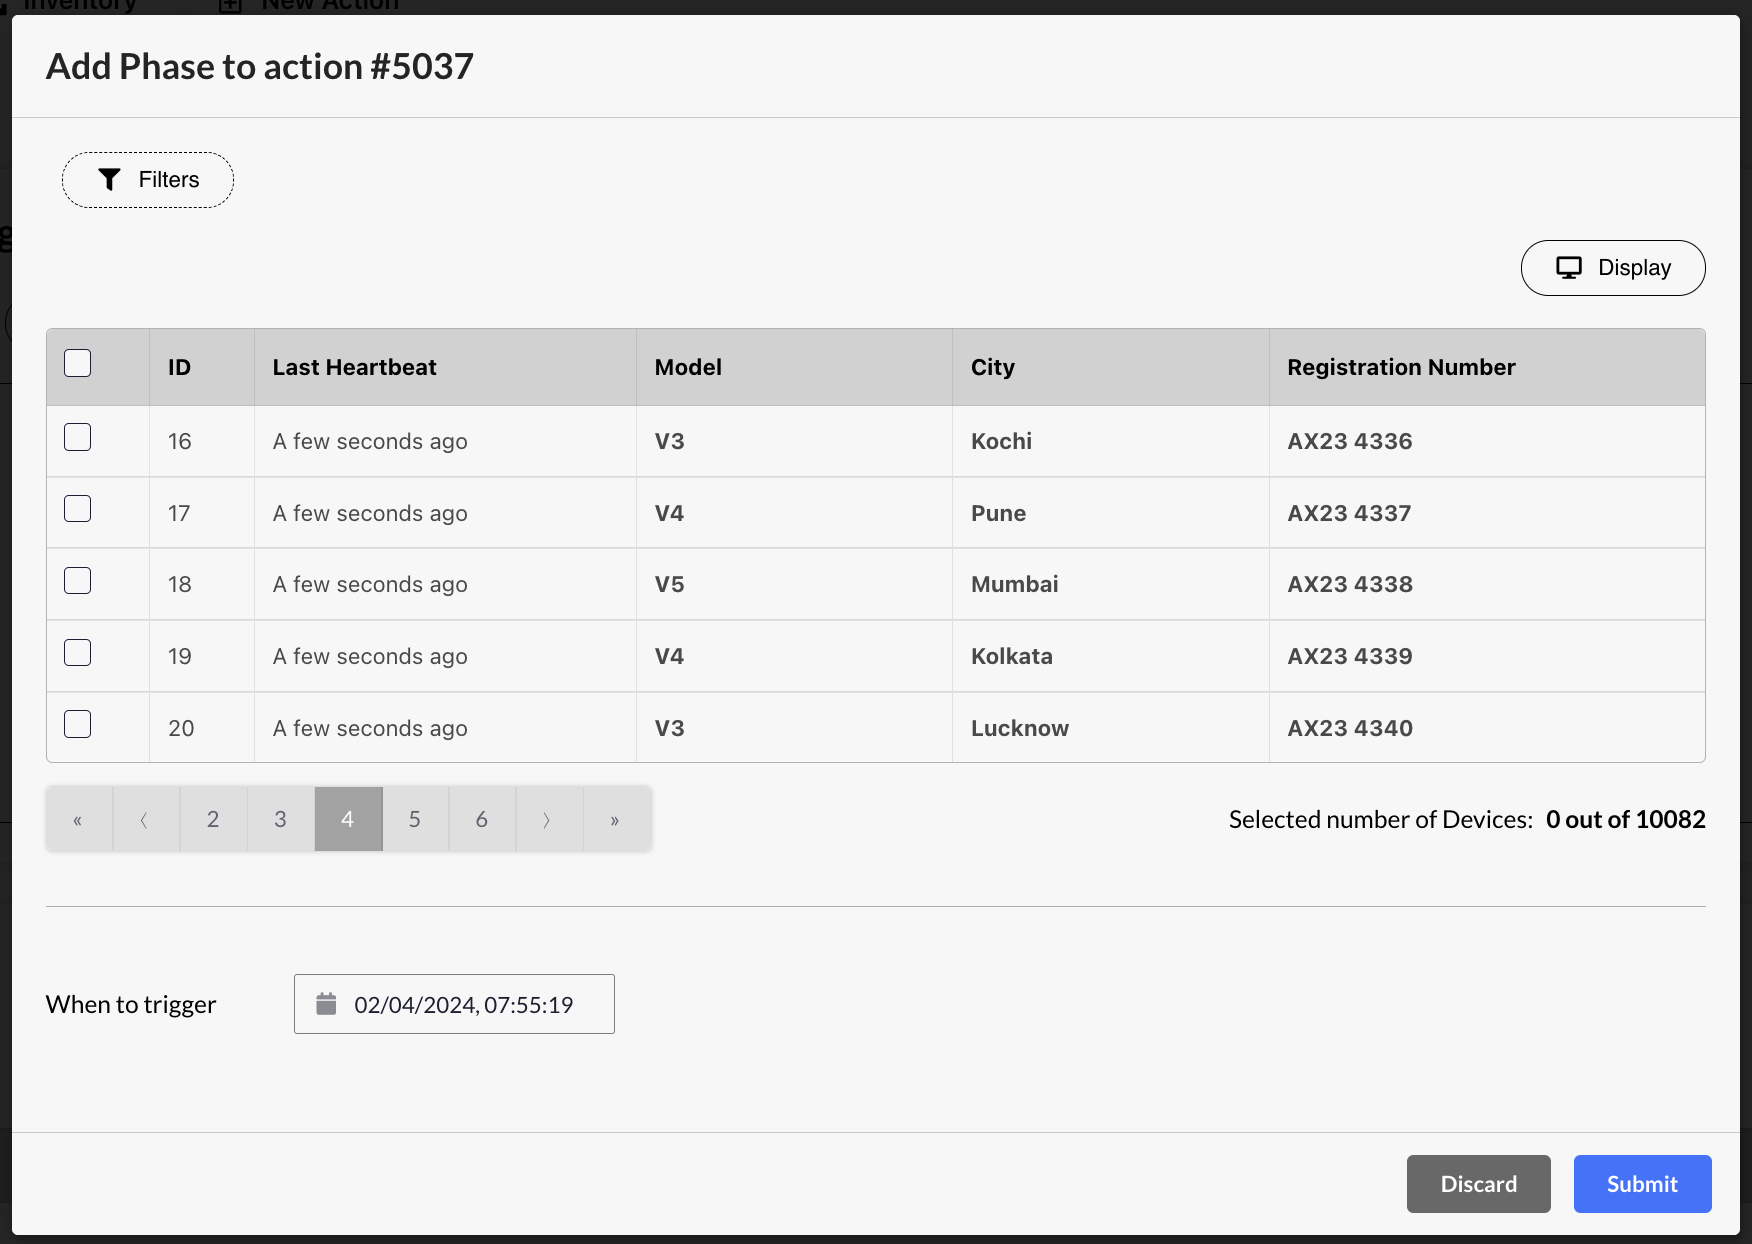 Inventory New Action
Add Phase to action #5037
Filters
Display
ID Last Heartbeat Model City Registration Number
16 A few seconds ago V3 Kochi AX23 4336
17 A few seconds ago V4 Pune AX23 4337
18 A few seconds ago V5 Mumbai AX23 4338
19 A few seconds ago V4 Kolkata AX23 4339
20 A few seconds ago V3 Lucknow AX23 4340
« ‹ 2 3 4 5 6 › »
Selected number of Devices: 0 out of 10082
When to trigger 02/04/2024, 07:55:19
Discard Submit